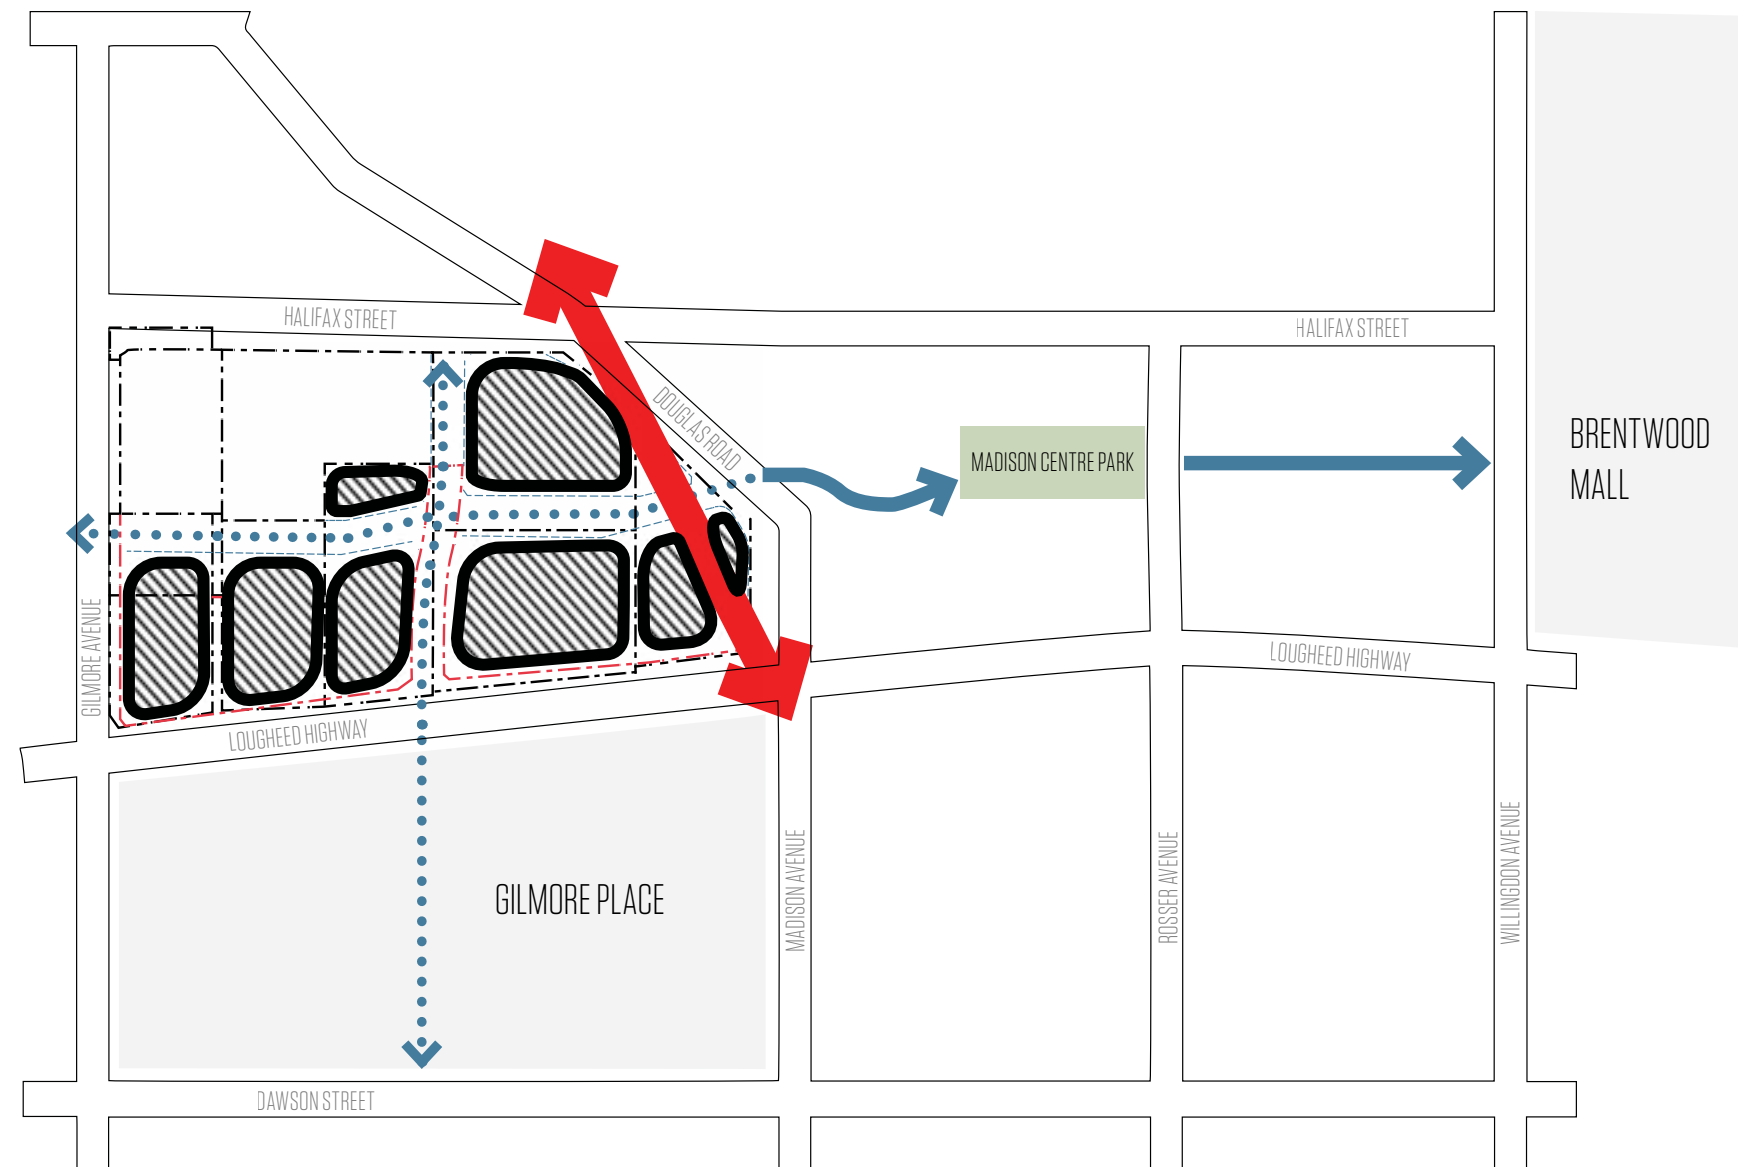 HALIFAX STREET
HALIFAX STREET
DOUGLAS ROAD
BRENTWOOD
MALL
MADISON CENTRE PARK
GILMORE AVENUE
LOUGHEED HIGHWAY
LOUGHEED HIGHWAY
GILMORE PLACE
MADISON AVENUE
ROSSER AVENUE
WILLINGDON AVENUE
DAWSON STREET